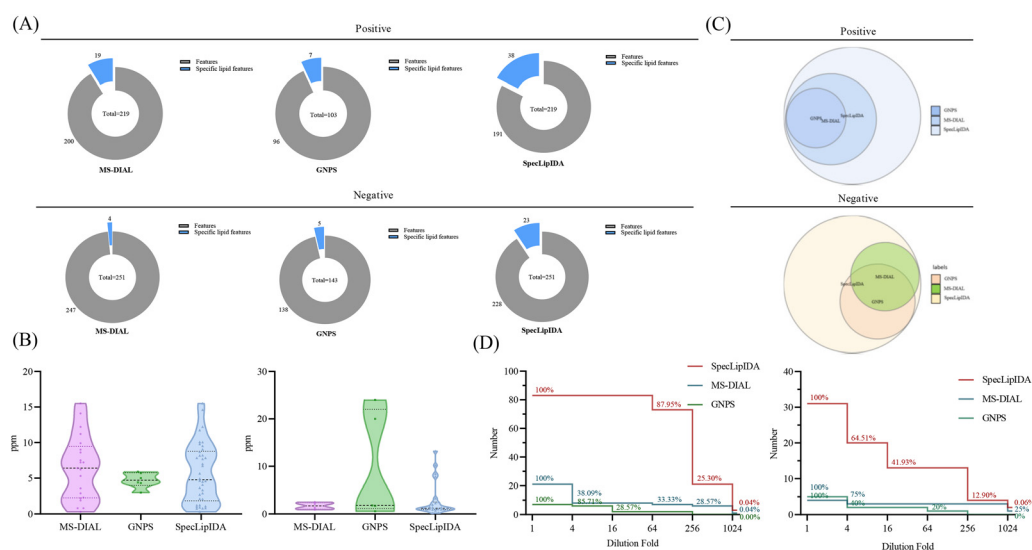 (A)
Positive
19
Features
Specific lipid features
Total=219
200
MS-DIAL
7
Features
Specific lipid features
Total=103
96
GNPS
38
Features
Specific lipid features
Total=219
191
SpecLipIDA
Negative
4
Features
Specific lipid features
Total=251
247
MS-DIAL
5
Features
Specific lipid features
Total=143
138
GNPS
23
Features
Specific lipid features
Total=251
228
SpecLipIDA
(C)
Positive
GNPS
MS-DIAL
SpecLipIDA
GNPS
MS-DIAL
SpecLipIDA
Negative
MS-DIAL
SpecLipIDA
GNPS
labels
GNPS
MS-DIAL
SpecLipIDA
(B)
ppm
20
15
10
5
0
MS-DIAL GNPS SpecLipIDA
ppm
30
20
10
0
MS-DIAL GNPS SpecLipIDA
(D)
Number
100
80
60
40
20
0
SpecLipIDA
MS-DIAL
GNPS
100%
87.95%
100%
38.09%
33.33%
28.57%
25.30%
100%
85.71%
28.57%
0.04%
0.04%
0.00%
1 4 16 64 256 1024
Dilution Fold
Number
40
30
20
10
0
SpecLipIDA
MS-DIAL
GNPS
100%
64.51%
41.93%
12.90%
100%
75%
100%
40%
20%
0.06%
25%
0%
1 4 16 64 256 1024
Dilution Fold